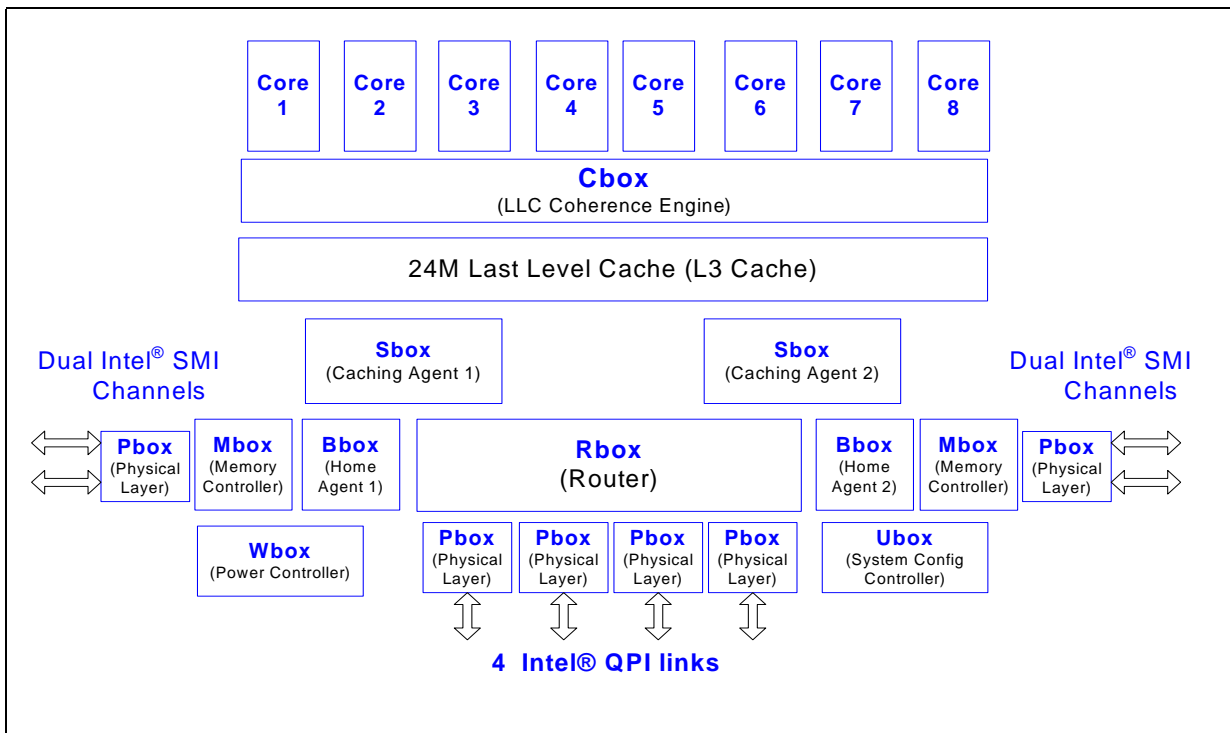 Core 1
Core 2
Core 3
Core 4
Core 5
Core 6
Core 7
Core 8
Cbox
(LLC Coherence Engine)
24M Last Level Cache (L3 Cache)
Sbox
(Caching Agent 1)
Sbox
(Caching Agent 2)
Dual Intel® SMI
Channels
Dual Intel® SMI
Channels
Pbox
(Physical
Layer)
Mbox
(Memory
Controller)
Bbox
(Home
Agent 1)
Rbox
(Router)
Bbox
(Home
Agent 2)
Mbox
(Memory
Controller)
Pbox
(Physical
Layer)
Wbox
(Power Controller)
Pbox
(Physical
Layer)
Pbox
(Physical
Layer)
Pbox
(Physical
Layer)
Pbox
(Physical
Layer)
Ubox
(System Config
Controller)
4 Intel® QPI links